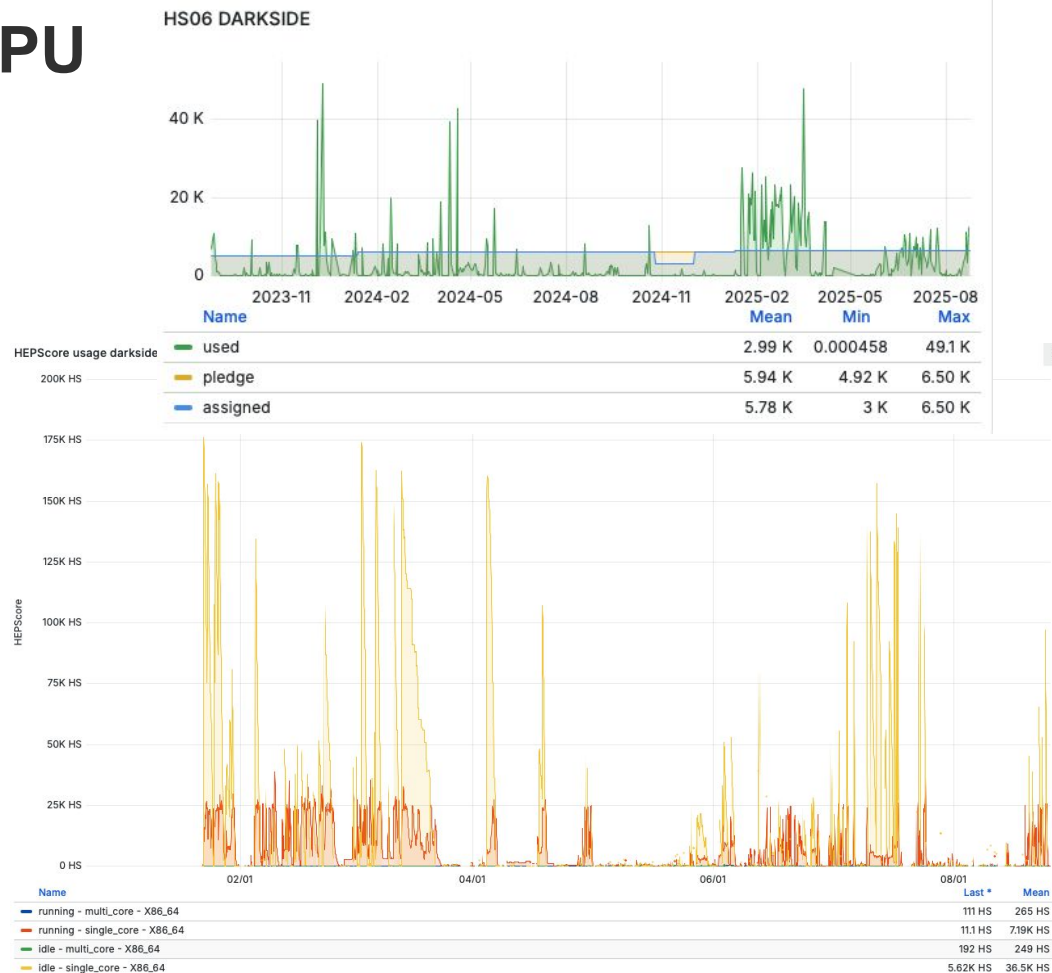 PU
HS06 DARKSIDE
40 K
20 K
0
2023-11 2024-02 2024-05 2024-08 2024-11 2025-02 2025-05 2025-08
Name Mean Min Max
used 2.99 K 0.000458 49.1 K
pledge 5.94 K 4.92 K 6.50 K
assigned 5.78 K 3 K 6.50 K
HEPScore usage darkside
200K HS
175K HS
150K HS
125K HS
100K HS
75K HS
50K HS
25K HS
0 HS
HEPScore
02/01 04/01 06/01 08/01
Name Last * Mean
running - multi_core - X86_64 111 HS 265 HS
running - single_core - X86_64 11.1 HS 7.19K HS
idle - multi_core - X86_64 192 HS 249 HS
idle - single_core - X86_64 5.62K HS 36.5K HS